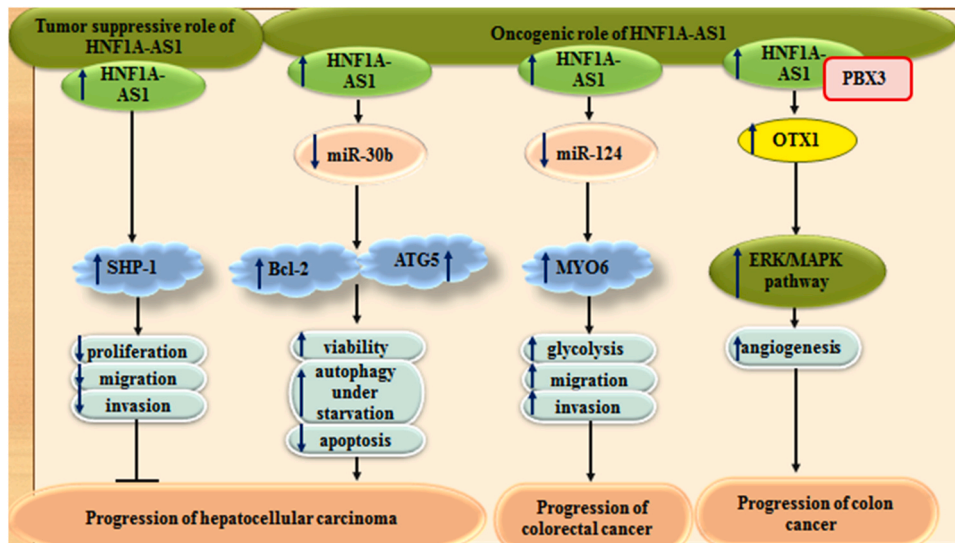 Tumor suppressive role of
HNF1A-AS1
Oncogenic role of HNF1A-AS1
HNF1A-
AS1
HNF1A-
AS1
HNF1A-
AS1
HNF1A-
AS1
PBX3
miR-30b
miR-124
OTX1
SHP-1
Bcl-2
ATG5
MYO6
ERK/MAPK
pathway
proliferation
migration
invasion
viability
autophagy
under
starvation
apoptosis
glycolysis
migration
invasion
angiogenesis
Progression of hepatocellular carcinoma
Progression of
colorectal cancer
Progression of colon
cancer